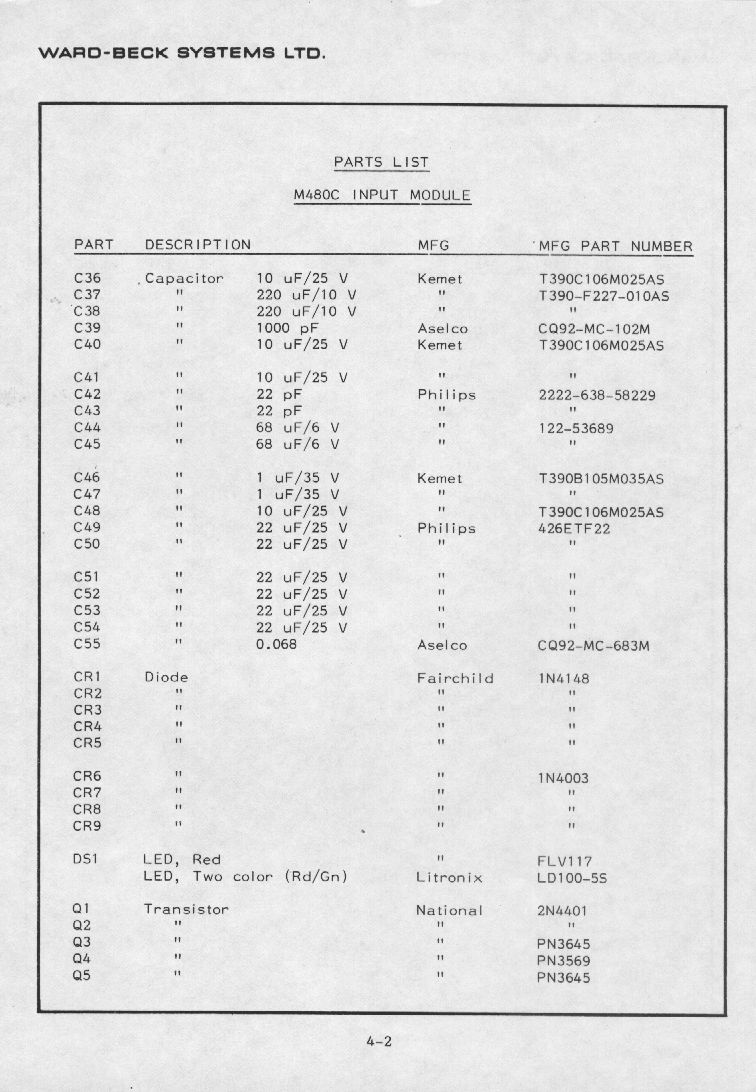 WARD-BECK SYSTEMS LTD.
PARTS LIST
M480C INPUT MODULE
PART DESCRIPTION MFG MFG PART NUMBER
C36 Capacitor 10 uF/25 V Kemet T390C106M025AS
C37 " 220 uF/10 V " T390-F227-010AS
C38 " 220 uF/10 V " "
C39 " 1000 pF Aselco CQ92-MC-102M
C40 " 10 uF/25 V Kemet T390C106M025AS
C41 " 10 uF/25 V " "
C42 " 22 pF Philips 2222-638-58229
C43 " 22 pF " "
C44 " 68 uF/6 V " 122-53689
C45 " 68 uF/6 V " "
C46 " 1 uF/35 V Kemet T390B105M035AS
C47 " 1 uF/35 V " "
C48 " 10 uF/25 V " T390C106M025AS
C49 " 22 uF/25 V Philips 426ETF22
C50 " 22 uF/25 V " "
C51 " 22 uF/25 V " "
C52 " 22 uF/25 V " "
C53 " 22 uF/25 V " "
C54 " 22 uF/25 V " "
C55 " 0.068 Aselco CQ92-MC-683M
CR1 Diode Fairchild 1N4148
CR2 " " "
CR3 " " "
CR4 " " "
CR5 " " "
CR6 " " 1N4003
CR7 " " "
CR8 " " "
CR9 " " "
DS1 LED, Red " FLV117
LED, Two color (Rd/Gn) Litronix LD100-5S
Q1 Transistor National 2N4401
Q2 " " "
Q3 " " PN3645
Q4 " " PN3569
Q5 " " PN3645
4-2